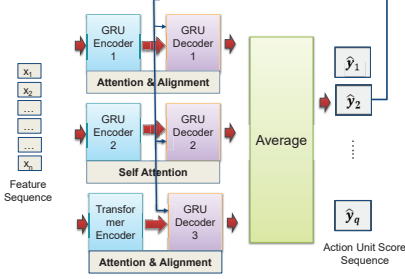 GRU
Encoder
1
GRU
Decoder
1
Attention & Alignment
x1
x2
...
...
...
xn
Feature
Sequence
GRU
Encoder
2
GRU
Decoder
2
Self Attention
Transfor
mer
Encoder
GRU
Decoder
3
Attention & Alignment
Average
ŷ1
ŷ2
⋮
ŷq
Action Unit Score
Sequence